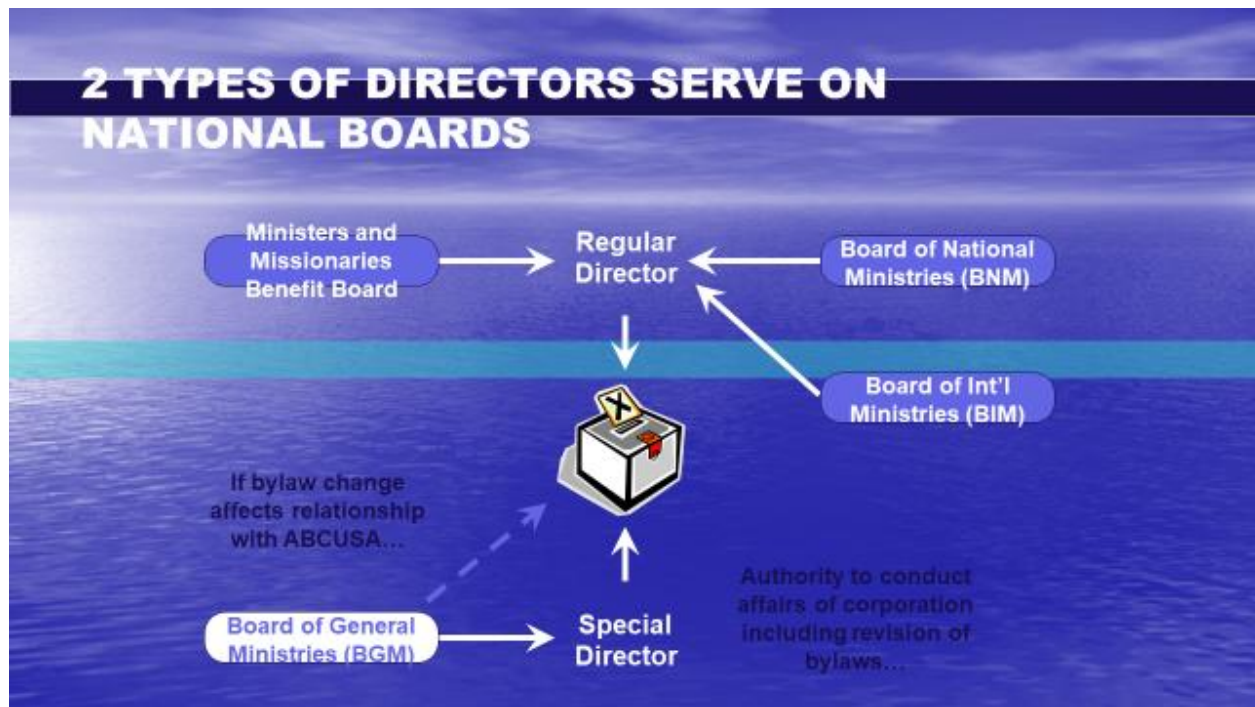 2 TYPES OF DIRECTORS SERVE ON
NATIONAL BOARDS
Ministers and
Missionaries
Benefit Board
Regular
Director
Board of National
Ministries (BNM)
Board of Int'l
Ministries (BIM)
X
If bylaw change
affects relationship
with ABCUSA…
Authority to conduct
affairs of corporation
including revision of
bylaws…
Board of General
Ministries (BGM)
Special
Director